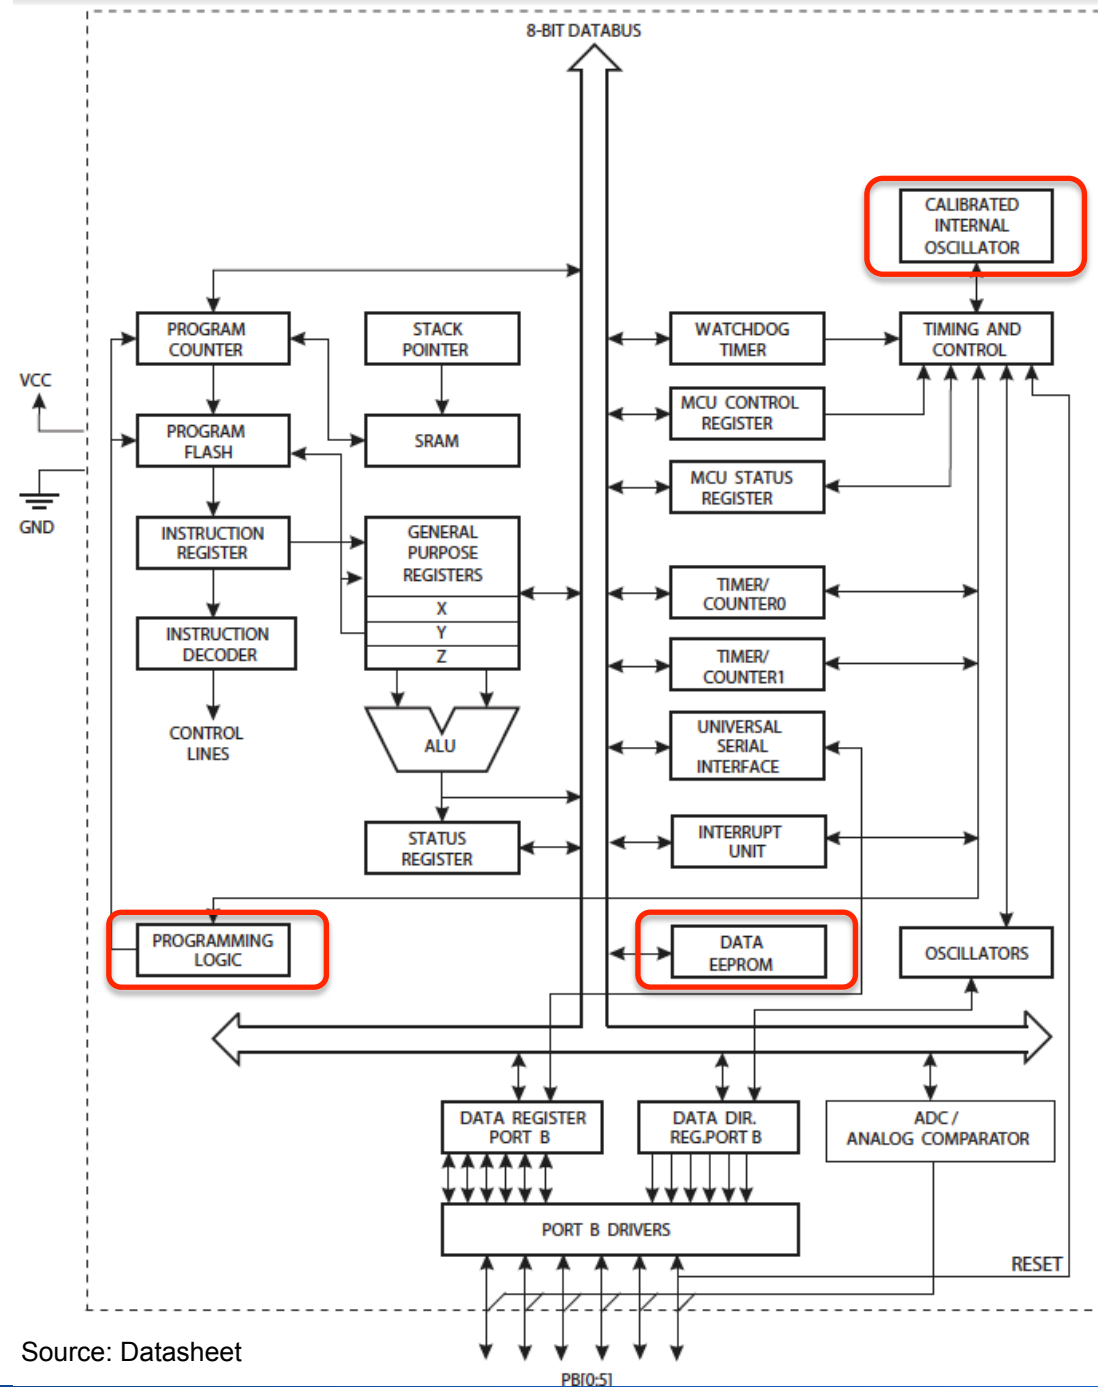 8-BIT DATABUS
CALIBRATED
INTERNAL
OSCILLATOR
PROGRAM
COUNTER
STACK
POINTER
WATCHDOG
TIMER
TIMING AND
CONTROL
VCC
PROGRAM
FLASH
SRAM
MCU CONTROL
REGISTER
MCU STATUS
REGISTER
GND
INSTRUCTION
REGISTER
GENERAL
PURPOSE
REGISTERS
X
Y
Z
TIMER/
COUNTER0
INSTRUCTION
DECODER
TIMER/
COUNTER1
CONTROL
LINES
ALU
UNIVERSAL
SERIAL
INTERFACE
STATUS
REGISTER
INTERRUPT
UNIT
PROGRAMMING
LOGIC
DATA
EEPROM
OSCILLATORS
DATA REGISTER
PORT B
DATA DIR.
REG.PORT B
ADC /
ANALOG COMPARATOR
PORT B DRIVERS
RESET
Source: Datasheet
PB[0:5]